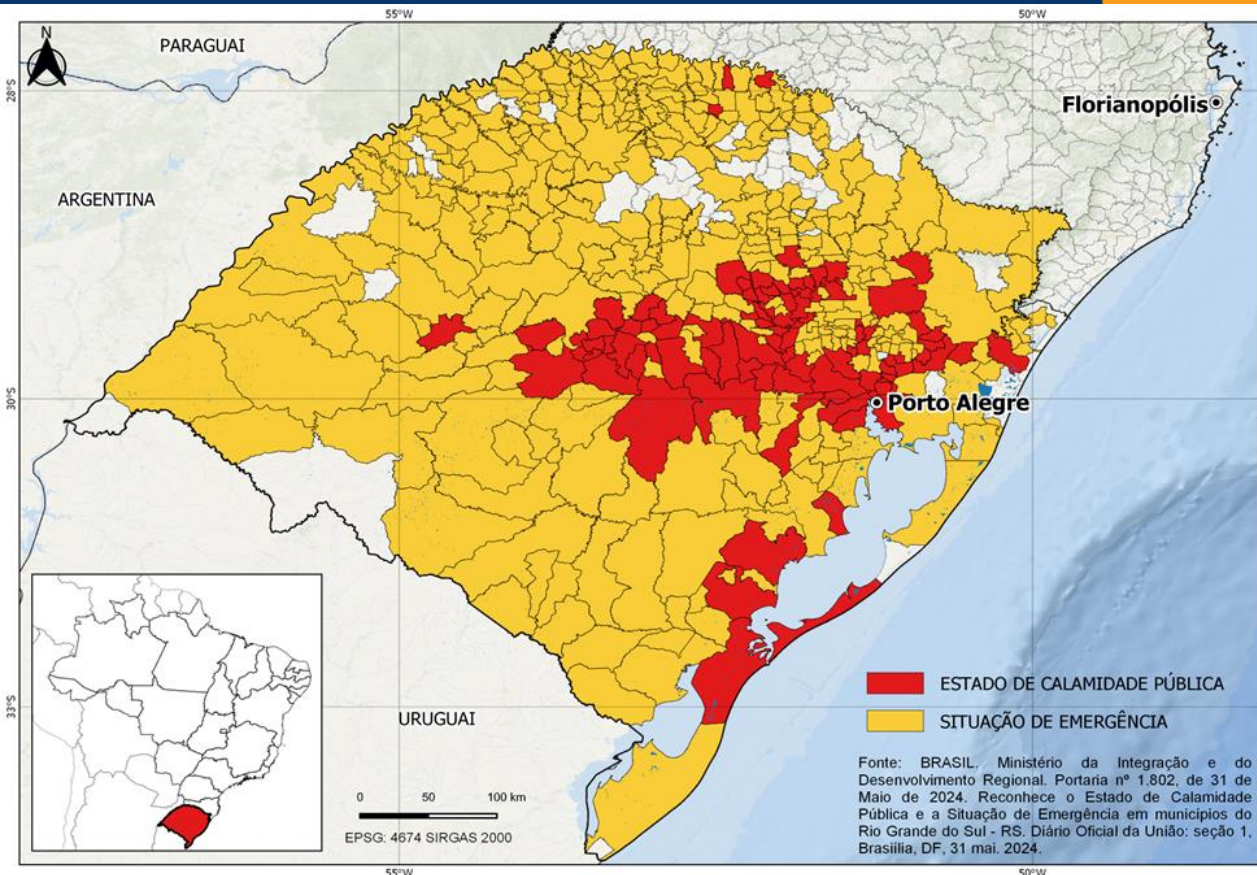 55°W
50°W
N
PARAGUAI
28°S
Florianopólis
ARGENTINA
30°S
Porto Alegre
ESTADO DE CALAMIDADE PÚBLICA
33°S
URUGUAI
SITUAÇÃO DE EMERGÊNCIA
Fonte: BRASIL. Ministério da Integração e do
Desenvolvimento Regional. Portaria nº 1.802, de 31 de
Maio de 2024. Reconhece o Estado de Calamidade
Pública e a Situação de Emergência em municípios do
Rio Grande do Sul - RS. Diário Oficial da União: seção 1,
Brasiília, DF, 31 mai. 2024.
0 50 100 km
EPSG: 4674 SIRGAS 2000
55°W
50°W